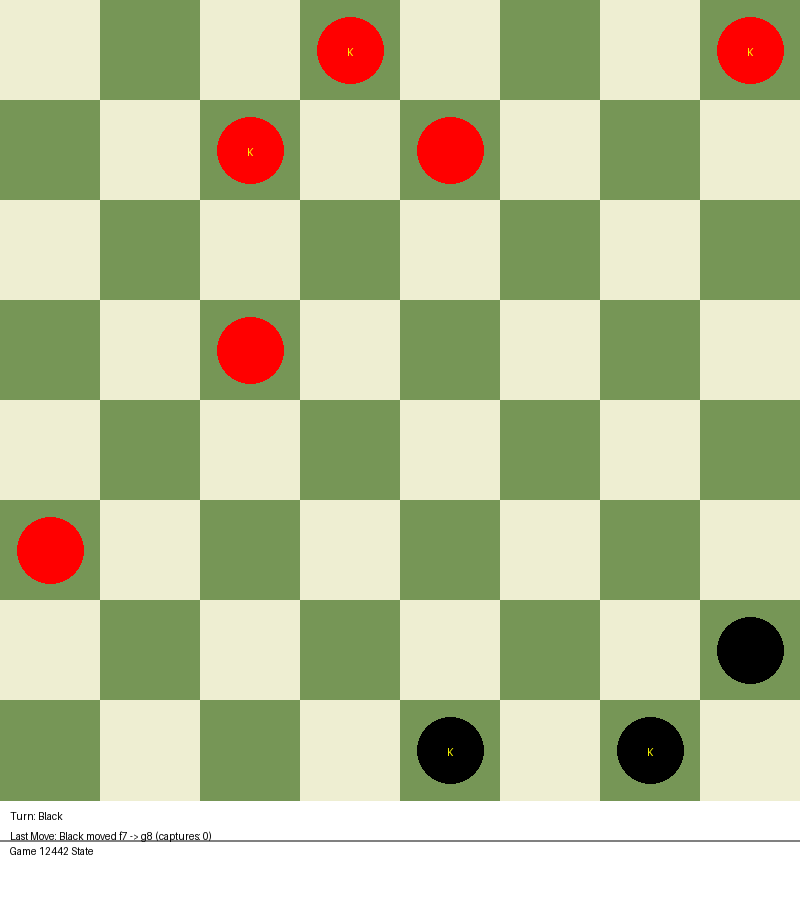 K K
K
K K
Turn: Black
Last Move: Black moved f7 -> g8 (captures: 0)
Game 12442 State